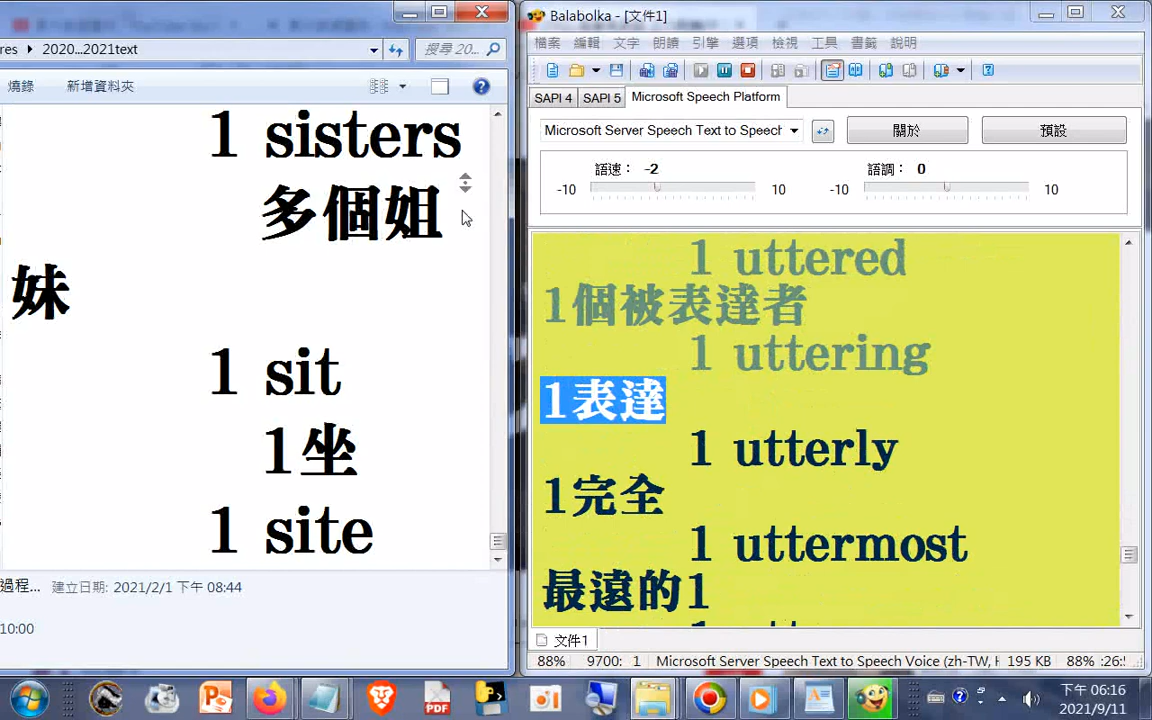 res ▸ 2020...2021text
搜尋 20...
燒錄
新增資料夾
1 sisters
多個姐
妹
1 sit
1坐
1 site
過程... 建立日期: 2021/2/1 下午 08:44
10:00
Balabolka - [文件1]
檔案 編輯 文字 朗讀 引擎 選項 檢視 工具 書籤 說明
SAPI 4 SAPI 5 Microsoft Speech Platform
Microsoft Server Speech Text to Speech
關於
預設
語速： -2
語調： 0
-10 10
-10 10
1 uttered
1個被表達者
1 uttering
1表達
1 utterly
1完全
1 uttermost
最遠的1
文件1
88% 9700: 1 Microsoft Server Speech Text to Speech Voice (zh-TW, H 195 KB 88% :26:!
PDF
下午 06:16
2021/9/11